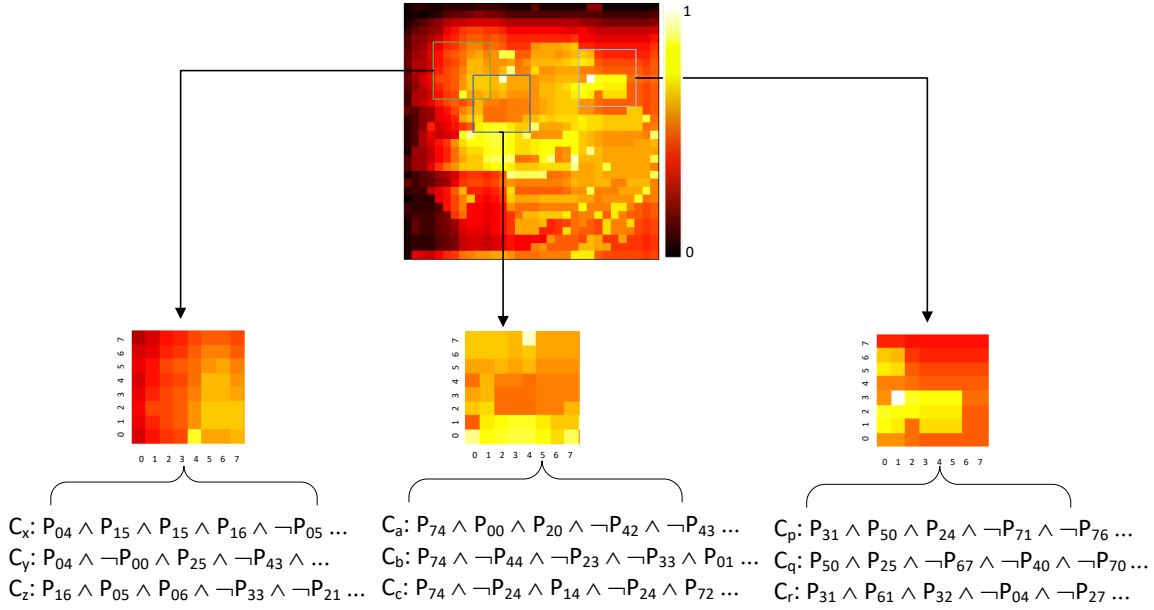 1
0
7
6
5
4
3
2
1
0
0 1 2 3 4 5 6 7
7
6
5
4
3
2
1
0
0 1 2 3 4 5 6 7
7
6
5
4
3
2
1
0
0 1 2 3 4 5 6 7
Cₓ: P₀₄ ∧ P₁₅ ∧ P₁₅ ∧ P₁₆ ∧ ¬P₀₅ ...
C_y: P₀₄ ∧ ¬P₀₀ ∧ P₂₅ ∧ ¬P₄₃ ∧ ...
C_z: P₁₆ ∧ P₀₅ ∧ P₀₆ ∧ ¬P₃₃ ∧ ¬P₂₁ ...
Cₐ: P₇₄ ∧ P₀₀ ∧ P₂₀ ∧ ¬P₄₂ ∧ ¬P₄₃ ...
C_b: P₇₄ ∧ ¬P₄₄ ∧ ¬P₂₃ ∧ ¬P₃₃ ∧ P₀₁ ...
C_c: P₇₄ ∧ ¬P₂₄ ∧ P₁₄ ∧ ¬P₂₄ ∧ P₇₂ ...
Cₚ: P₃₁ ∧ P₅₀ ∧ P₂₄ ∧ ¬P₇₁ ∧ ¬P₇₆ ...
C_q: P₅₀ ∧ P₂₅ ∧ ¬P₆₇ ∧ ¬P₄₀ ∧ ¬P₇₀ ...
Cᵣ: P₃₁ ∧ P₆₁ ∧ P₃₂ ∧ ¬P₀₄ ∧ ¬P₂₇ ...